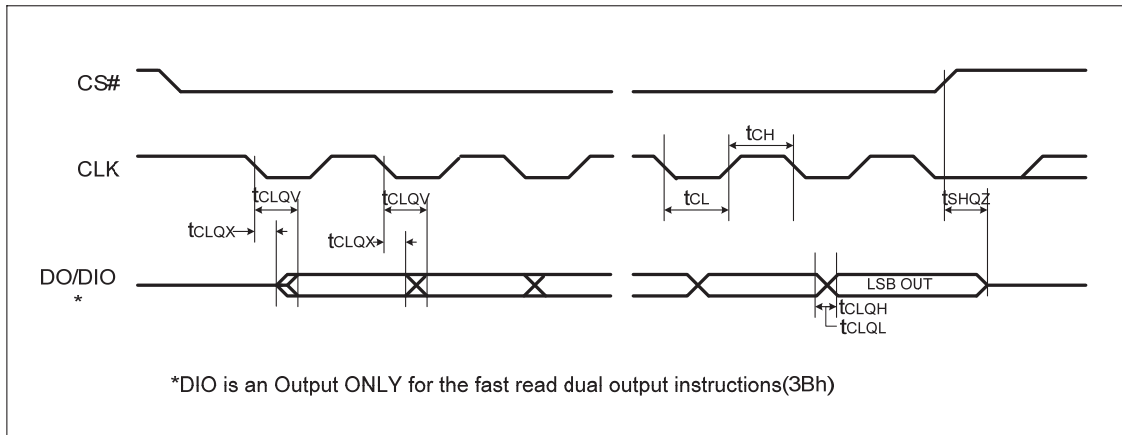 CS#
tCH
CLK
tCLQV
tCLQV
tCL
tSHQZ
tCLQX
tCLQX
DO/DIO
*
LSB OUT
tCLQH
tCLQL
*DIO is an Output ONLY for the fast read dual output instructions(3Bh)